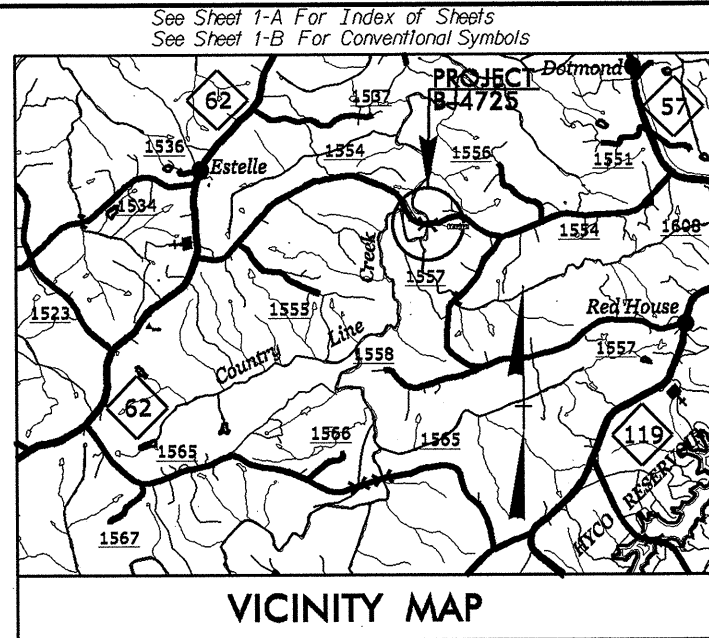 See Sheet 1-A For Index of Sheets
See Sheet 1-B For Conventional Symbols
PROJECT
B-4725
Dotmond
62
1537
57
1536
Estelle
1554
1556
1551
1534
1554
1608
Creek
1557
1523
1555
Red House
Country Line
1558
1557
62
1565
1566
1565
119
HYCO RESERVOIR
1567
VICINITY MAP